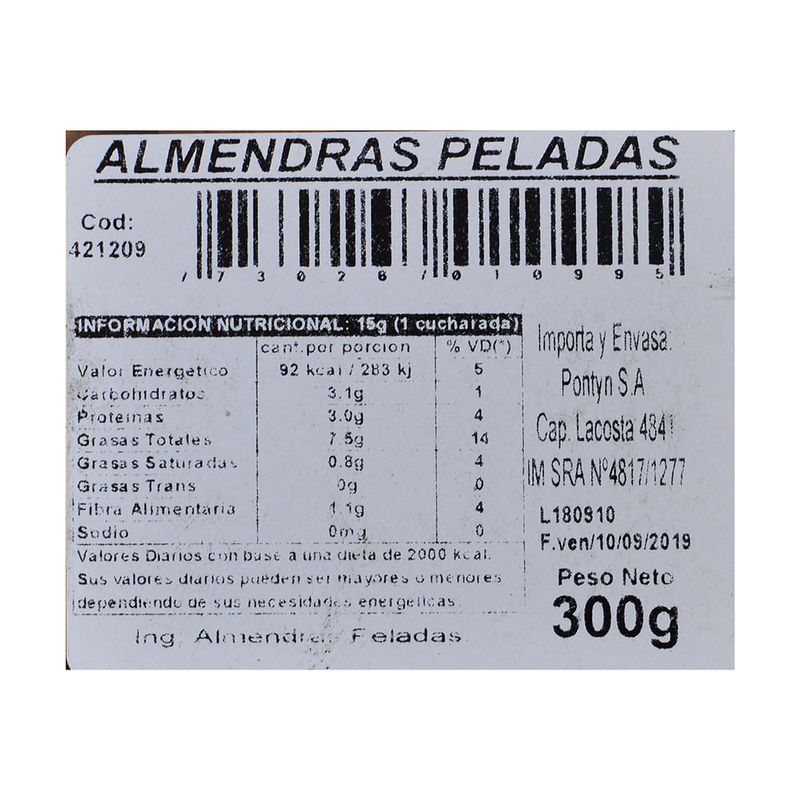 ALMENDRAS PELADAS
Cod:
421209
773026010995
INFORMACION NUTRICIONAL: 15g (1 cucharada)
cant.por porcion % VD(*)
Valor Energetico 92 kcal / 283 kj 5
Carbohidratos 3.1g 1
Proteinas 3.0g 4
Grasas Totales 7.5g 14
Grasas Saturadas 0.8g 4
Grasas Trans 0g 0
Fibra Alimentaria 1.1g 4
Sodio 0mg 0
Valores Diarios con base a una dieta de 2000 kcal.
Sus valores diarios pueden ser mayores o menores
dependiendo de sus necesidades energeticas.
Ing: Almendras Peladas
Importa y Envasa:
Pontyn S.A
Cap. Lacosta 4841
IM SRA Nº4817/1277
L180910
F.ven/10/09/2019
Peso Neto
300g